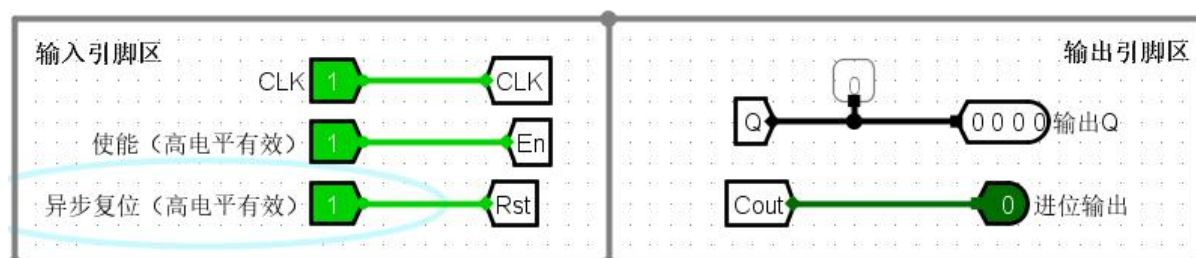 输入引脚区
CLK 1 CLK
使能（高电平有效） 1 En
异步复位（高电平有效） 1 Rst
输出引脚区
0
Q 0 0 0 0 输出Q
Cout 0 进位输出